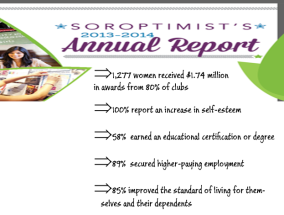 ★SOROPTIMIST'S★
2013-2014
Annual Report
⇒1,277 women received $1.74 million
in awards from 80% of clubs
⇒100% report an increase in self-esteem
⇒58% earned an educational certification or degree
⇒89% secured higher-paying employment
⇒85% improved the standard of living for them-
selves and their dependents